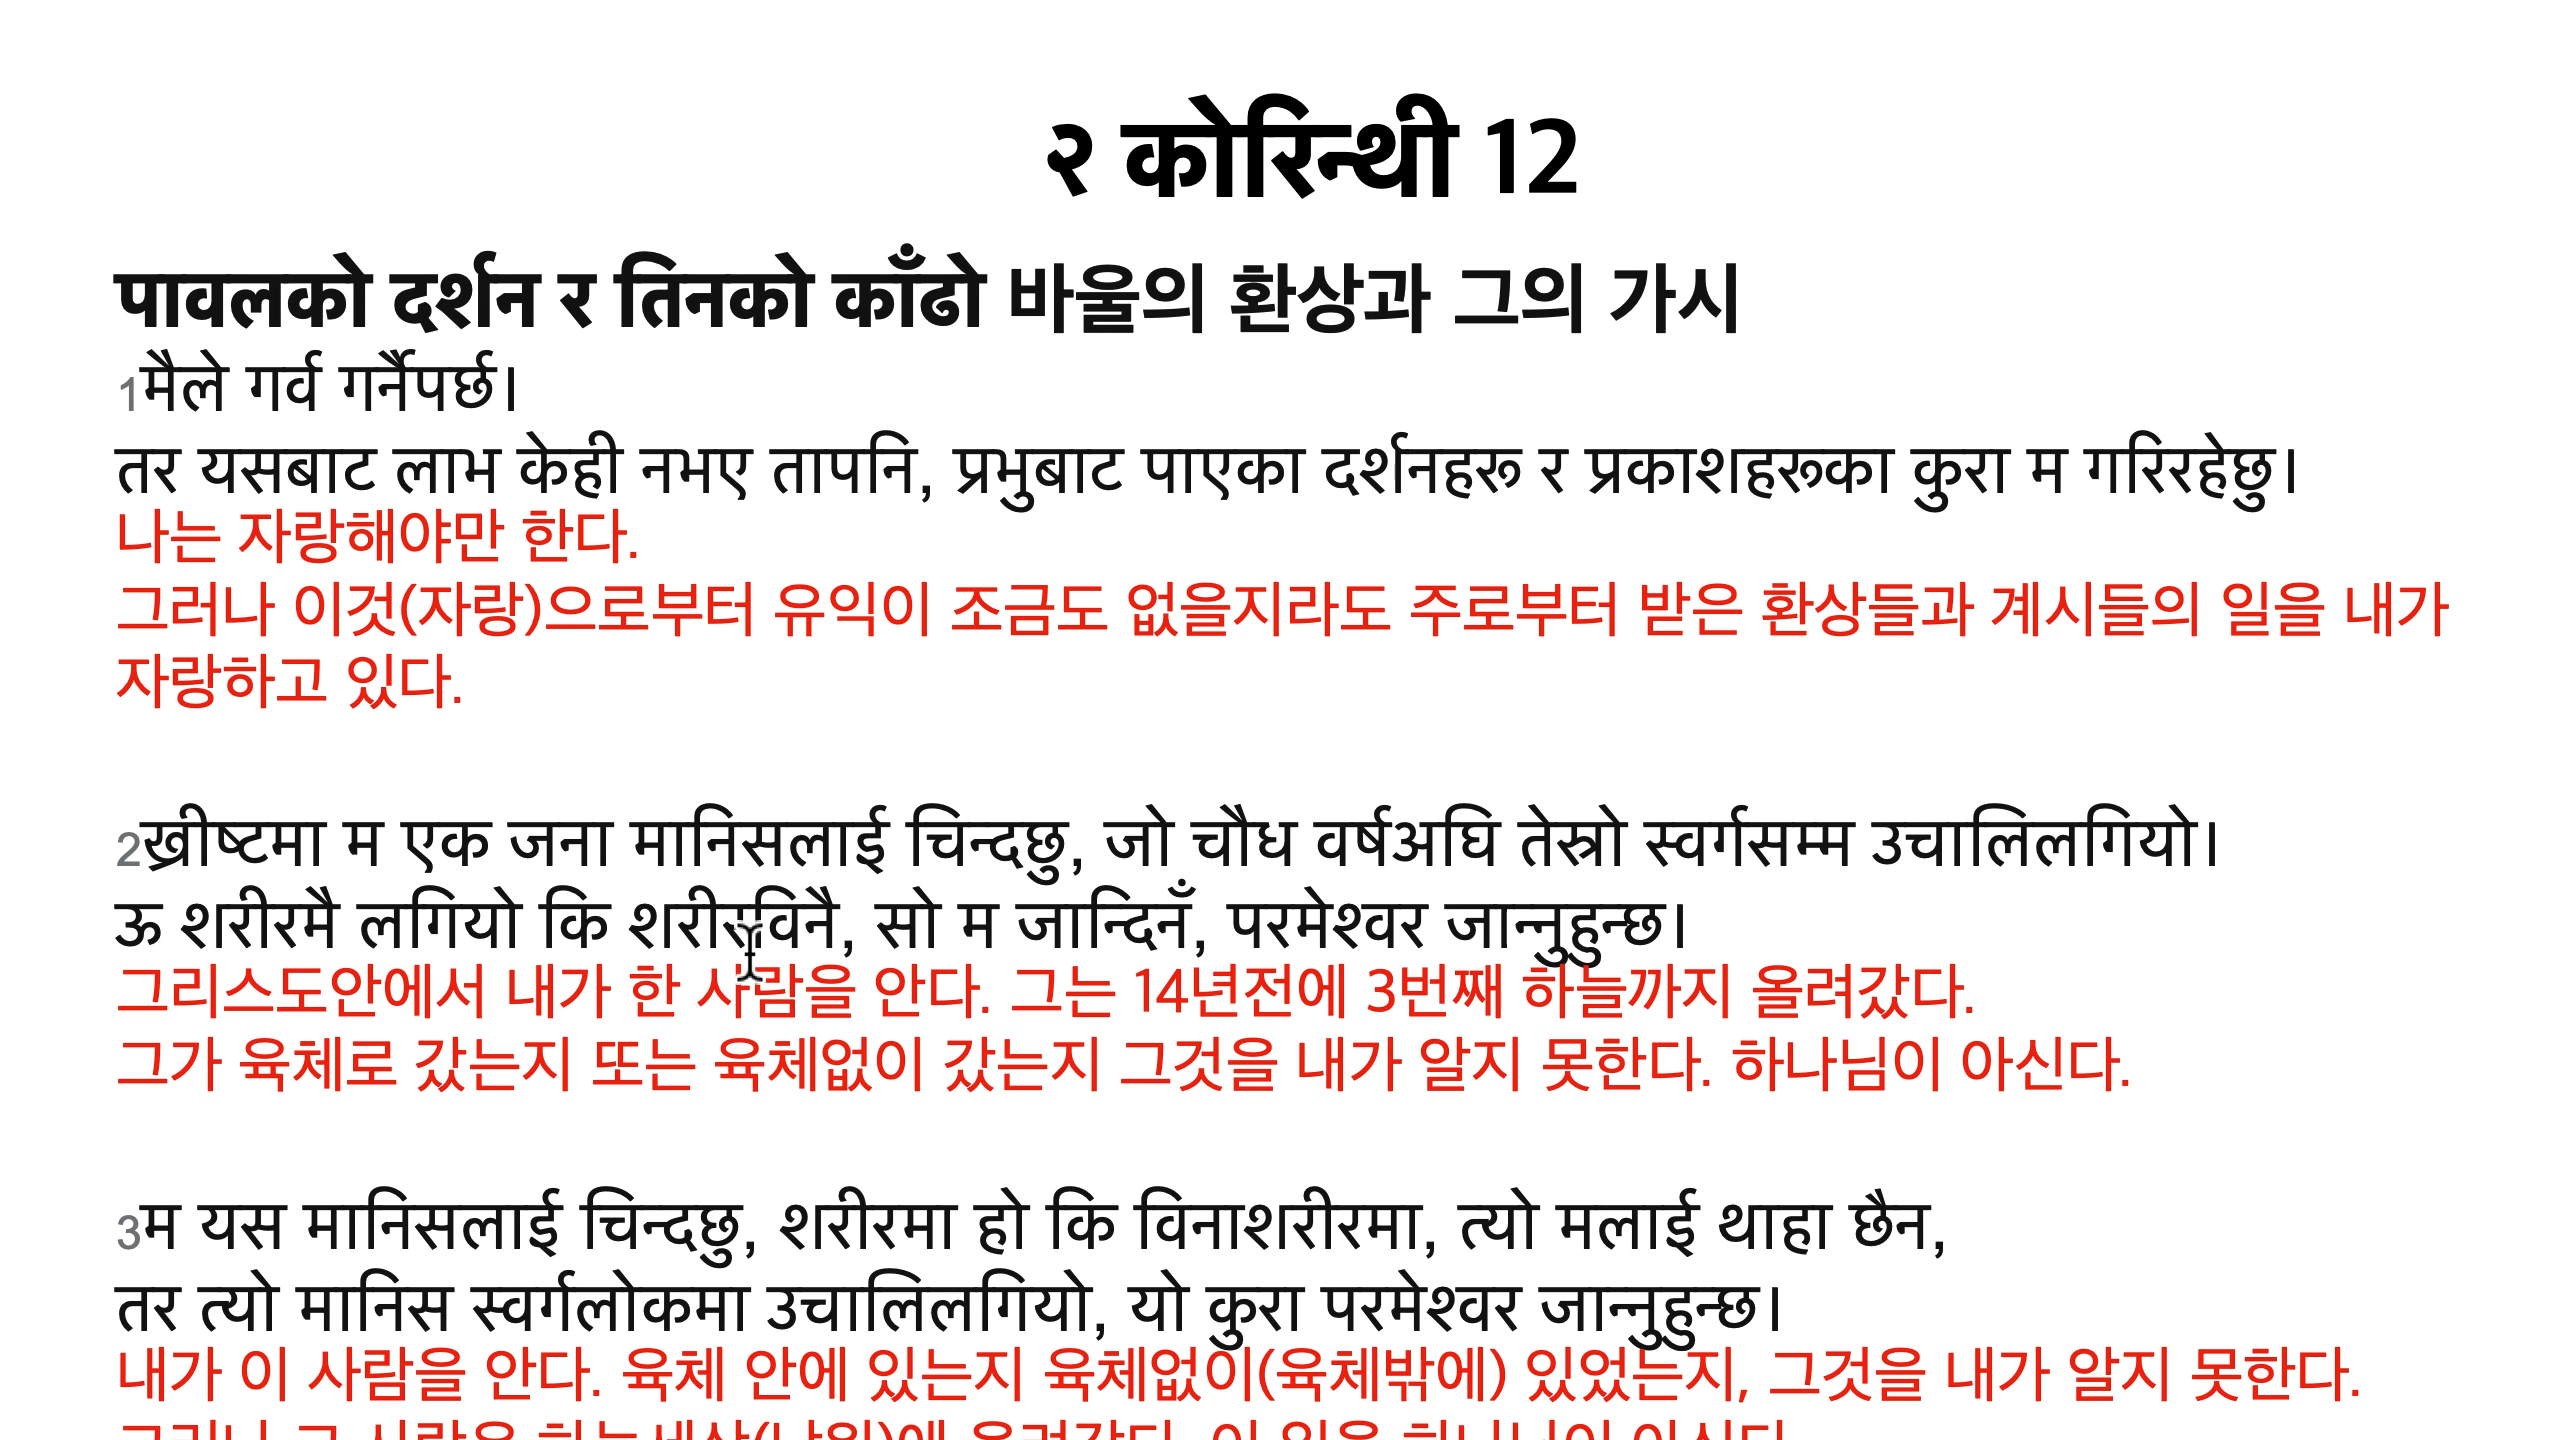 २ कोरिन्थी 12
पावलको दर्शन र तिनको काँढो 바울의 환상과 그의 가시
1मैले गर्व गर्नैपर्छ।
तर यसबाट लाभ केही नभए तापनि, प्रभुबाट पाएका दर्शनहरू र प्रकाशहरूका कुरा म गरिरहेछु।
나는 자랑해야만 한다.
그러나 이것(자랑)으로부터 유익이 조금도 없을지라도 주로부터 받은 환상들과 계시들의 일을 내가
자랑하고 있다.
2ख्रीष्टमा म एक जना मानिसलाई चिन्दछु, जो चौध वर्षअघि तेस्रो स्वर्गसम्म उचालिलगियो।
ऊ शरीरमै लगियो कि शरीरविनै, सो म जान्दिनँ, परमेश्वर जान्नुहुन्छ।
그리스도안에서 내가 한 사람을 안다. 그는 14년전에 3번째 하늘까지 올려갔다.
그가 육체로 갔는지 또는 육체없이 갔는지 그것을 내가 알지 못한다. 하나님이 아신다.
3म यस मानिसलाई चिन्दछु, शरीरमा हो कि विनाशरीरमा, त्यो मलाई थाहा छैन,
तर त्यो मानिस स्वर्गलोकमा उचालिलगियो, यो कुरा परमेश्वर जान्नुहुन्छ।
내가 이 사람을 안다. 육체 안에 있는지 육체없이(육체밖에) 있었는지, 그것을 내가 알지 못한다.